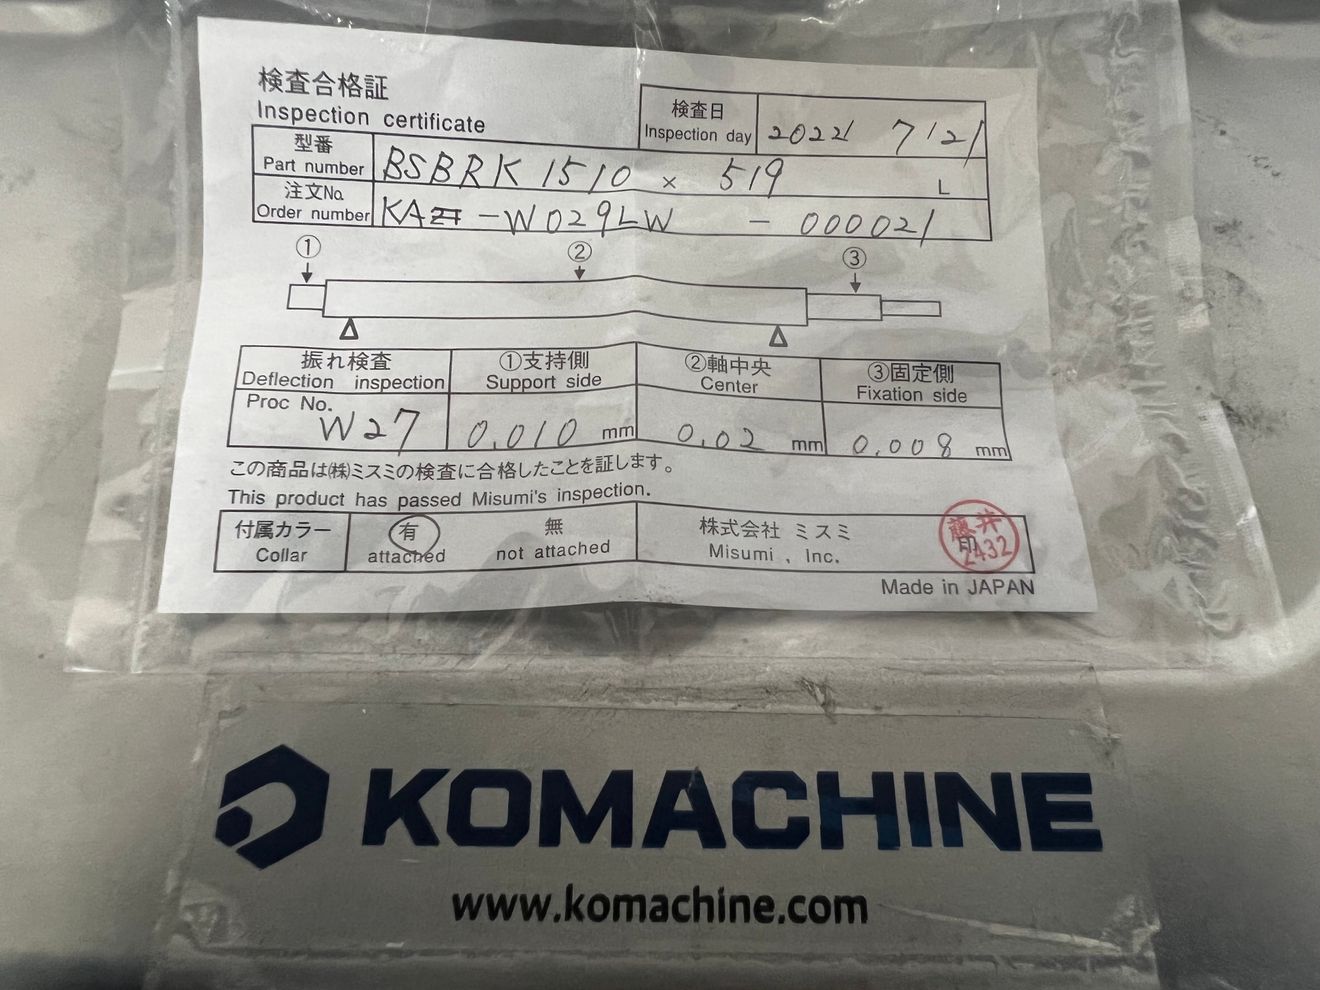 検査合格証
Inspection certificate
検査日
Inspection day
2022/ 7/21
型番
Part number
BSBRK 1510 × 519 L
注文No.
Order number
-W029LW - 000021
① ② ③
振れ検査
Deflection inspection
①支持側
Support side
②軸中央
Center
③固定側
Fixation side
Proc No.
W27
0.010 mm
0.02 mm
0.008 mm
この商品は㈱ミスミの検査に合格したことを証します。
This product has passed Misumi's inspection.
付属カラー
Collar
有
attached
無
not attached
株式会社 ミスミ
Misumi , Inc.
印
藤井
2432
Made in JAPAN
KOMACHINE
www.komachine.com